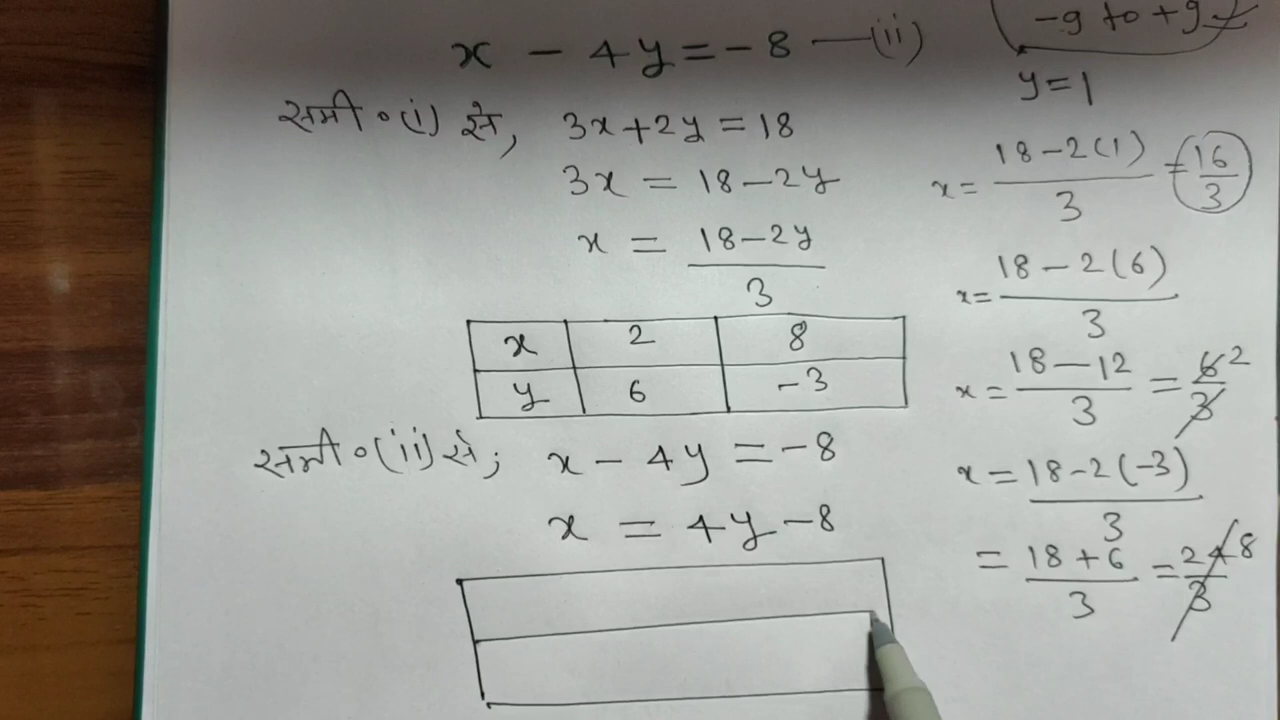 x - 4y = -8 —(ii)
समी०(i) से, 3x+2y = 18
3x = 18-2y
x = 18-2y / 3
x 2 8
y 6 -3
समी०(ii) से, x - 4y = -8
x = 4y - 8
-9 to +9
y = 1
x = 18-2(1) / 3 = 16/3
x = 18-2(6) / 3
x = 18-12 / 3 = 6/3 2
x = 18-2(-3) / 3
= 18+6 / 3 = 24/3 8